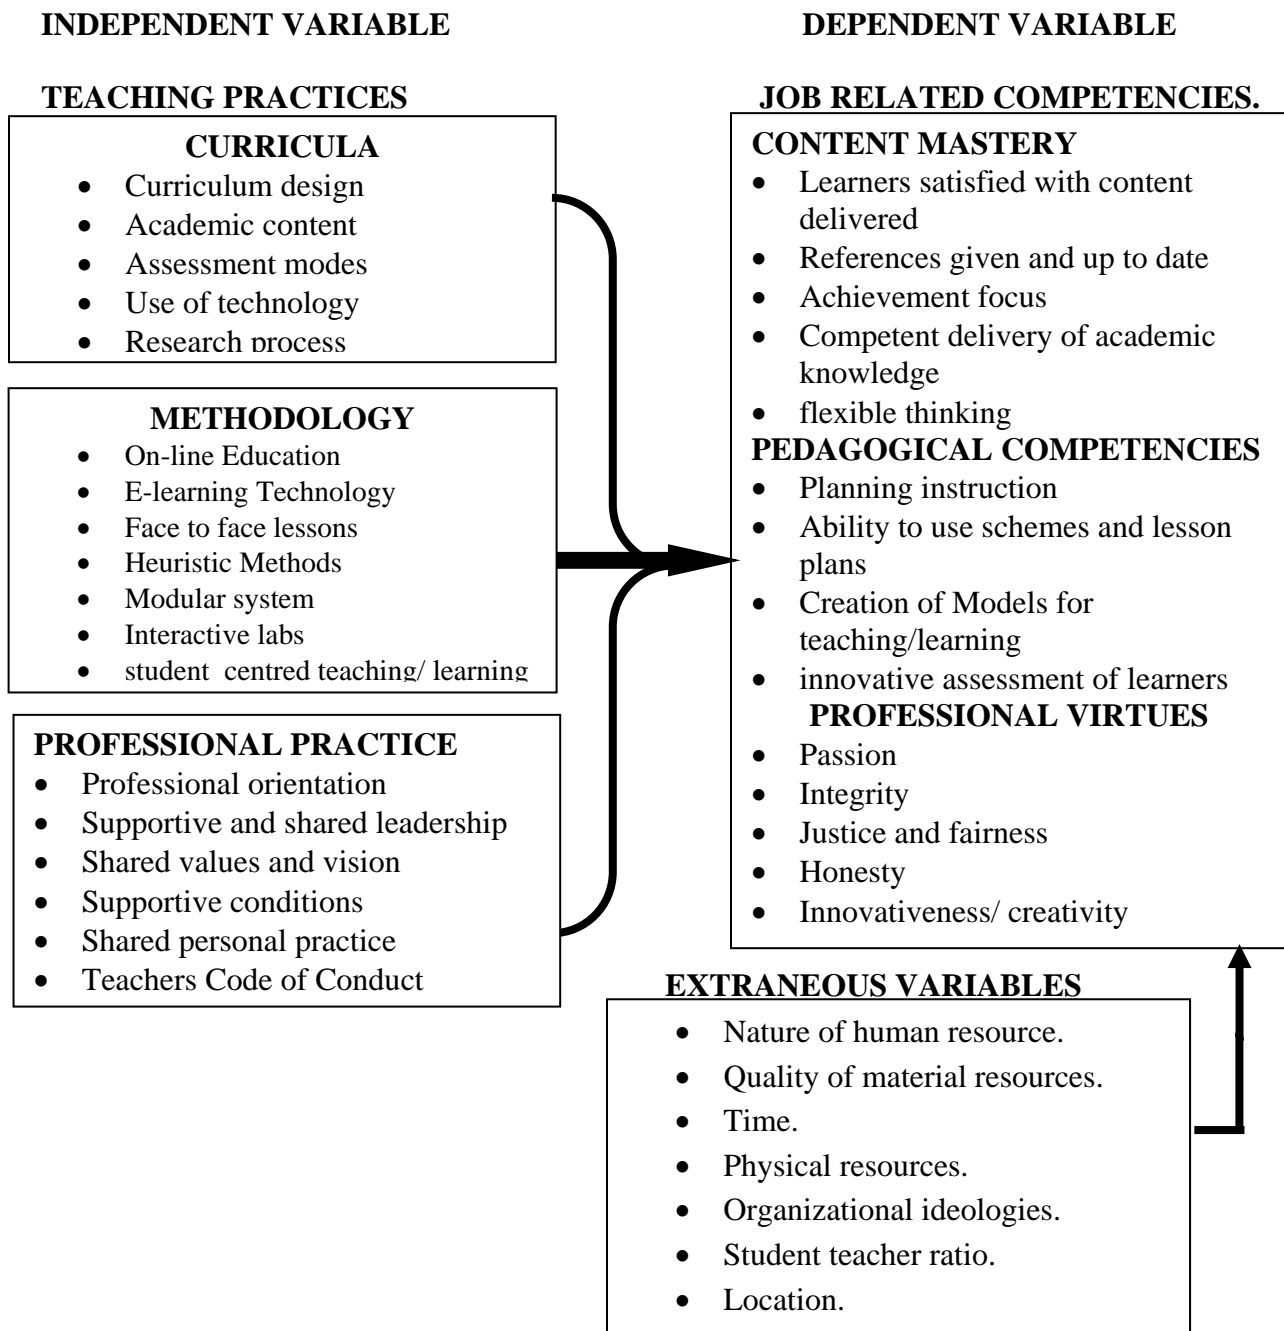 INDEPENDENT VARIABLE
DEPENDENT VARIABLE
TEACHING PRACTICES
JOB RELATED COMPETENCIES.
CURRICULA
• Curriculum design
• Academic content
• Assessment modes
• Use of technology
• Research process
METHODOLOGY
• On-line Education
• E-learning Technology
• Face to face lessons
• Heuristic Methods
• Modular system
• Interactive labs
• student centred teaching/ learning
PROFESSIONAL PRACTICE
• Professional orientation
• Supportive and shared leadership
• Shared values and vision
• Supportive conditions
• Shared personal practice
• Teachers Code of Conduct
CONTENT MASTERY
• Learners satisfied with content
delivered
• References given and up to date
• Achievement focus
• Competent delivery of academic
knowledge
• flexible thinking
PEDAGOGICAL COMPETENCIES
• Planning instruction
• Ability to use schemes and lesson
plans
• Creation of Models for
teaching/learning
• innovative assessment of learners
PROFESSIONAL VIRTUES
• Passion
• Integrity
• Justice and fairness
• Honesty
• Innovativeness/ creativity
EXTRANEOUS VARIABLES
• Nature of human resource.
• Quality of material resources.
• Time.
• Physical resources.
• Organizational ideologies.
• Student teacher ratio.
• Location.